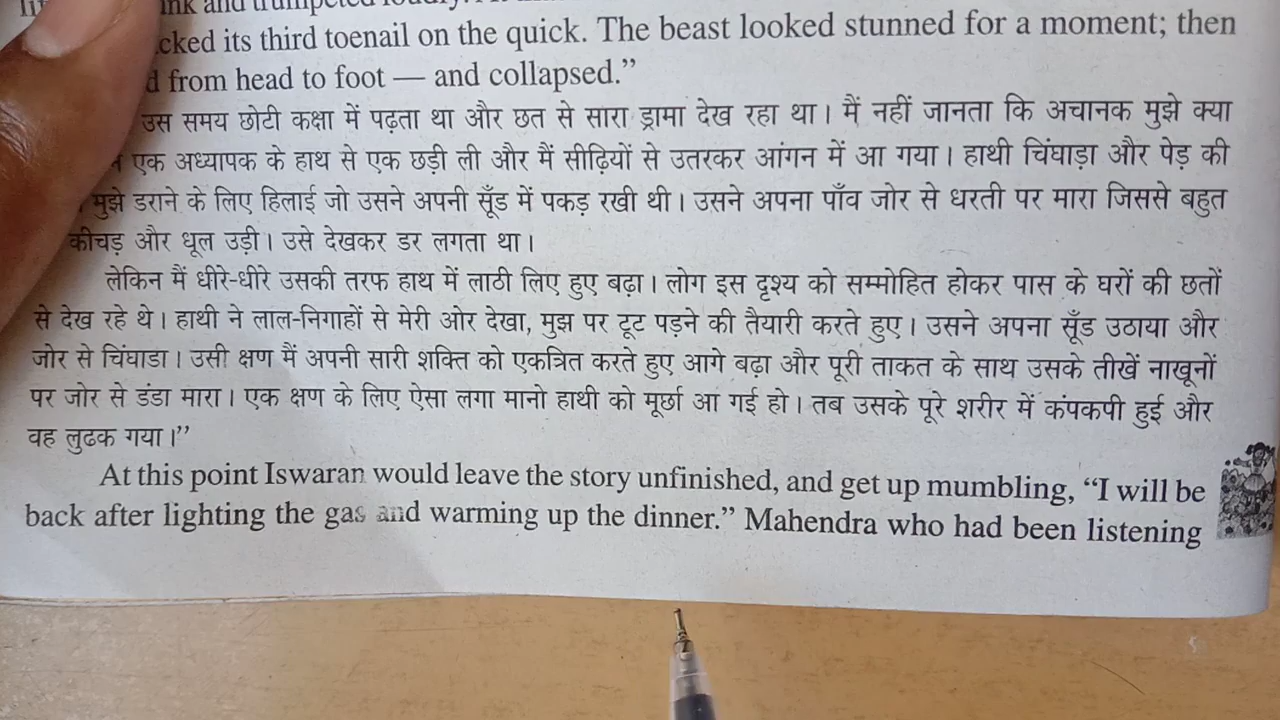 ink and trumpeted loudly.
cked its third toenail on the quick. The beast looked stunned for a moment; then
d from head to foot — and collapsed.”
उस समय छोटी कक्षा में पढ़ता था और छत से सारा ड्रामा देख रहा था। मैं नहीं जानता कि अचानक मुझे क्या
एक अध्यापक के हाथ से एक छड़ी ली और मैं सीढ़ियों से उतरकर आंगन में आ गया। हाथी चिंघाड़ा और पेड़ की
मुझे डराने के लिए हिलाई जो उसने अपनी सूँड में पकड़ रखी थी। उसने अपना पाँव जोर से धरती पर मारा जिससे बहुत
कीचड़ और धूल उड़ी। उसे देखकर डर लगता था।
लेकिन मैं धीरे-धीरे उसकी तरफ हाथ में लाठी लिए हुए बढ़ा। लोग इस दृश्य को सम्मोहित होकर पास के घरों की छतों
से देख रहे थे। हाथी ने लाल-निगाहों से मेरी ओर देखा, मुझ पर टूट पड़ने की तैयारी करते हुए। उसने अपना सूँड उठाया और
जोर से चिंघाडा। उसी क्षण मैं अपनी सारी शक्ति को एकत्रित करते हुए आगे बढ़ा और पूरी ताकत के साथ उसके तीखें नाखूनों
पर जोर से डंडा मारा। एक क्षण के लिए ऐसा लगा मानो हाथी को मूर्छा आ गई हो। तब उसके पूरे शरीर में कंपकपी हुई और
वह लुढक गया।”
At this point Iswaran would leave the story unfinished, and get up mumbling, “I will be
back after lighting the gas and warming up the dinner.” Mahendra who had been listening